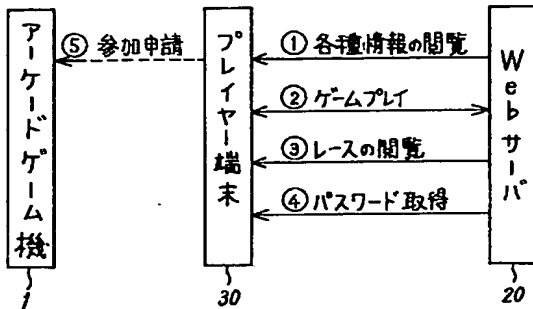 アーケードゲーム機
⑤ 参加申請
プレイヤー端末
① 各種情報の閲覧
② ゲームプレイ
③ レースの閲覧
④ パスワード取得
Webサーバ
1
30
20